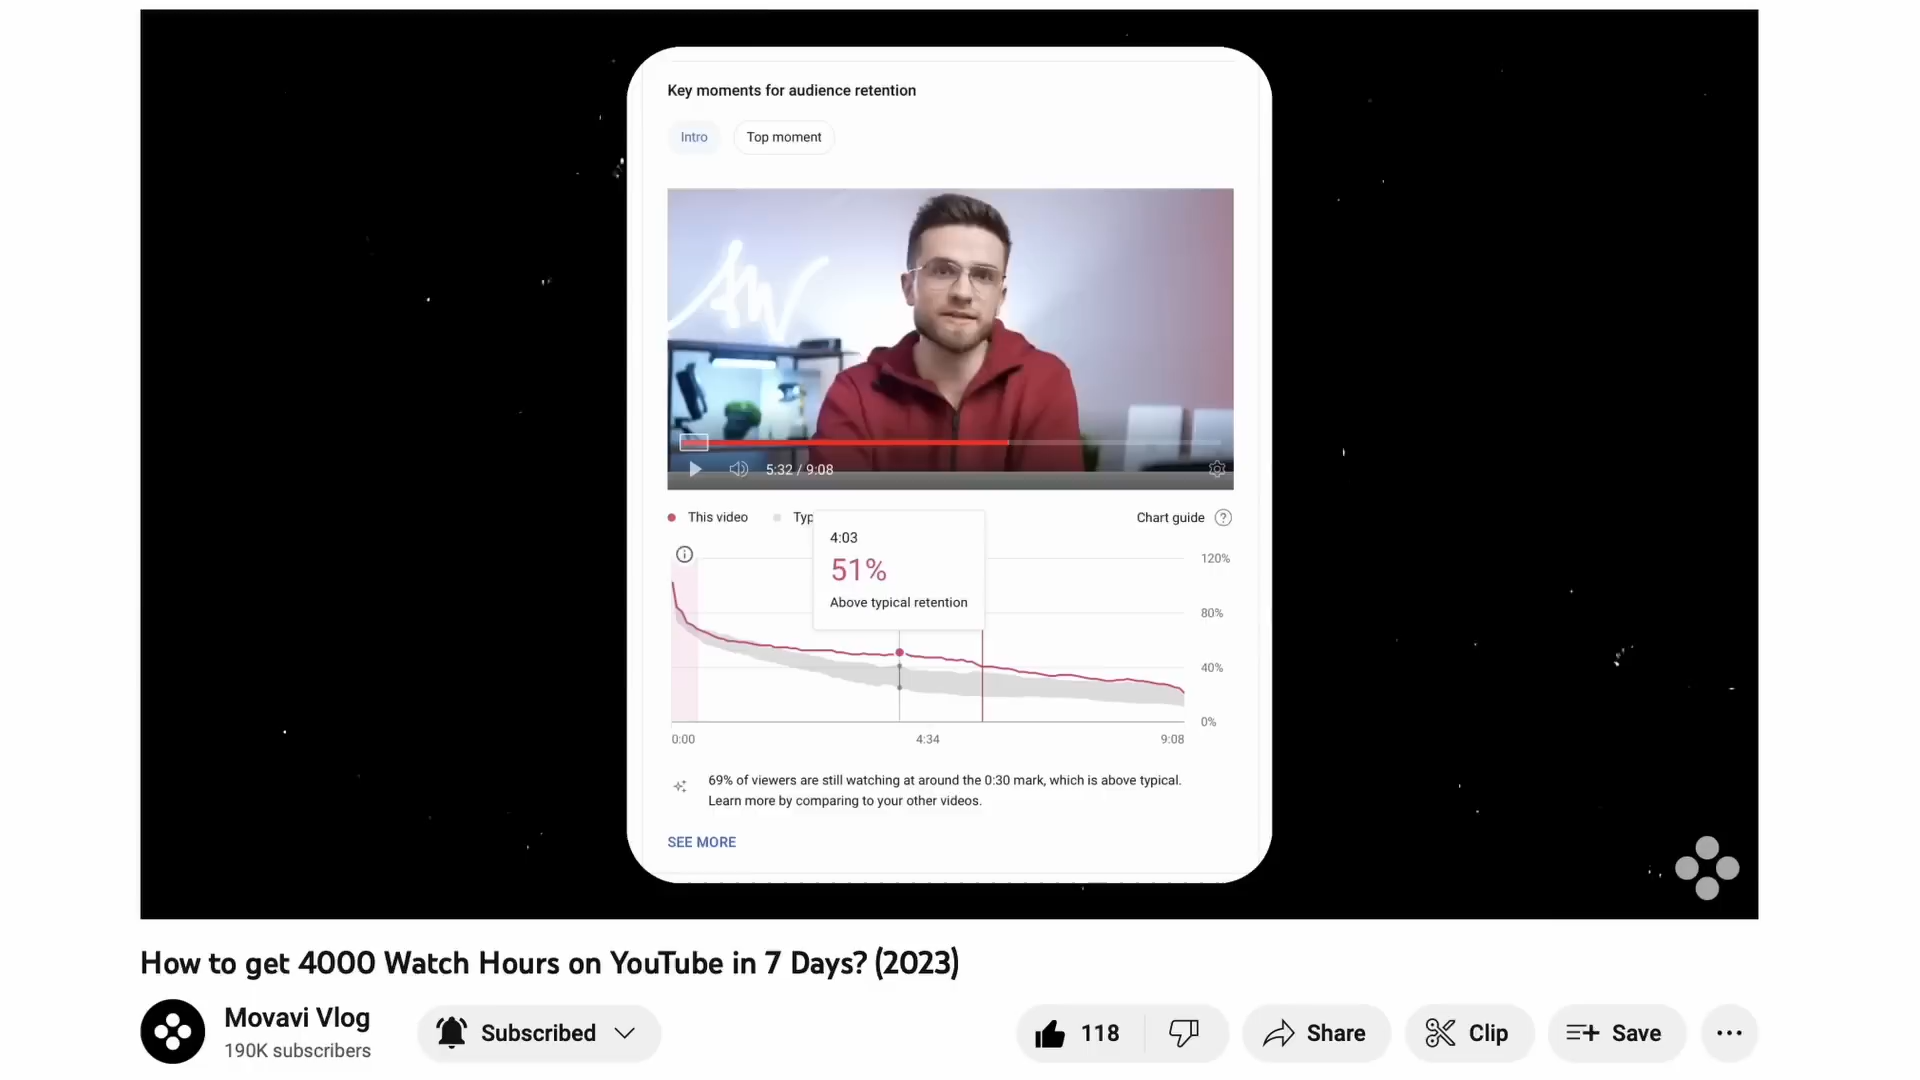 Key moments for audience retention
Intro
Top moment
AW
5:32 / 9:08
This video
Typ
Chart guide
4:03
51%
Above typical retention
120%
80%
40%
0%
0:00
4:34
9:08
69% of viewers are still watching at around the 0:30 mark, which is above typical.
Learn more by comparing to your other videos.
SEE MORE
How to get 4000 Watch Hours on YouTube in 7 Days? (2023)
Movavi Vlog
190K subscribers
Subscribed
118
Share
Clip
Save